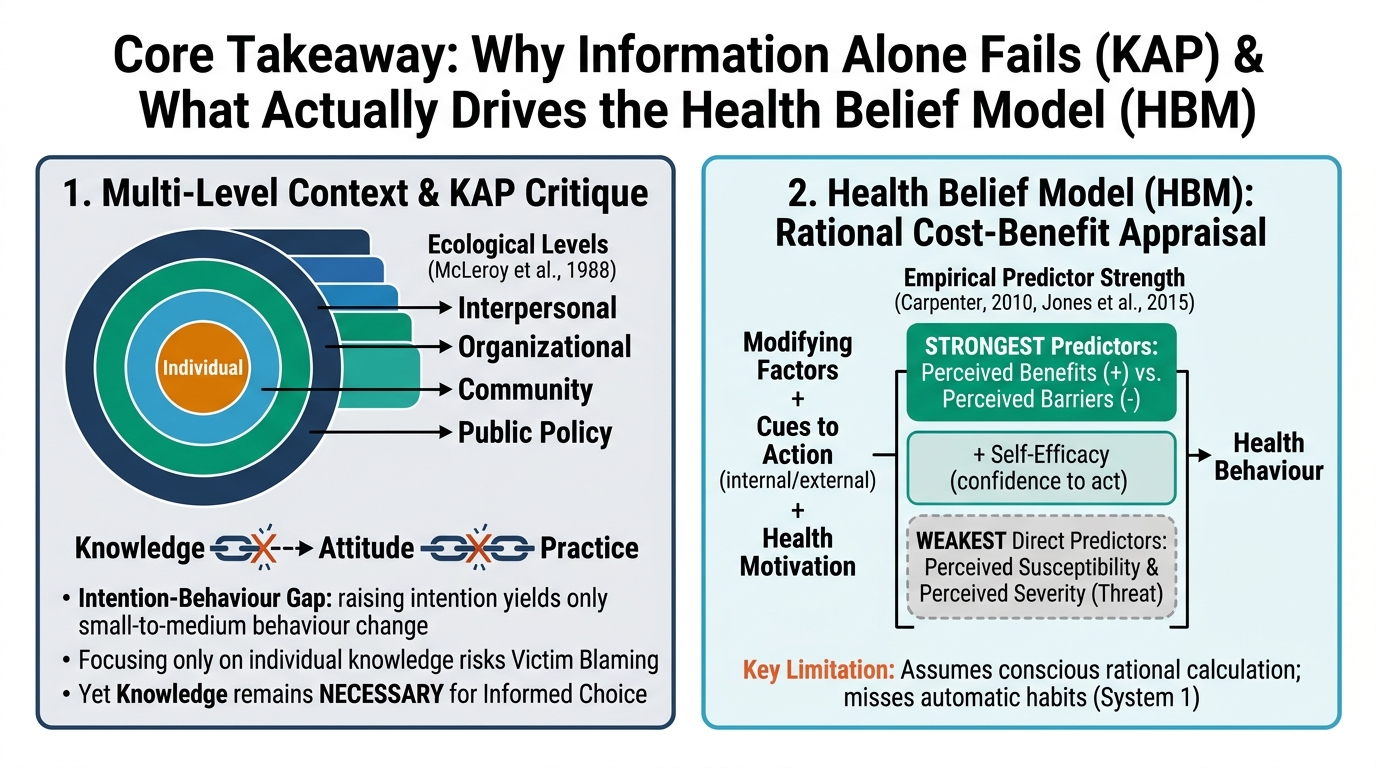 Core Takeaway: Why Information Alone Fails (KAP) &
What Actually Drives the Health Belief Model (HBM)
1. Multi-Level Context & KAP Critique
Individual
Ecological Levels
(McLeroy et al., 1988)
Interpersonal
Organizational
Community
Public Policy
Knowledge Attitude Practice
• Intention-Behaviour Gap: raising intention yields only
small-to-medium behaviour change
• Focusing only on individual knowledge risks Victim Blaming
• Yet Knowledge remains NECESSARY for Informed Choice
2. Health Belief Model (HBM):
Rational Cost-Benefit Appraisal
Empirical Predictor Strength
(Carpenter, 2010, Jones et al., 2015)
Modifying
Factors
+
Cues to
Action
(internal/external)
+
Health
Motivation
STRONGEST Predictors:
Perceived Benefits (+) vs.
Perceived Barriers (-)
+ Self-Efficacy
(confidence to act)
WEAKEST Direct Predictors:
Perceived Susceptibility &
Perceived Severity (Threat)
Health
Behaviour
Key Limitation: Assumes conscious rational calculation;
misses automatic habits (System 1)